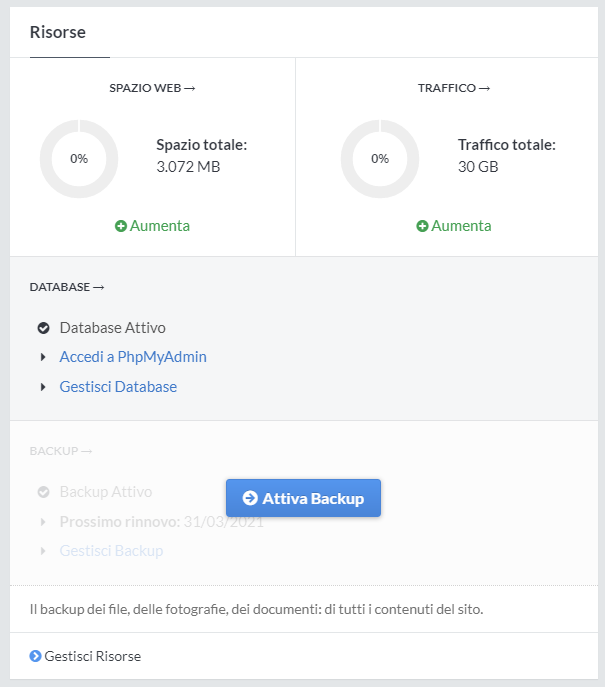 Risorse
SPAZIO WEB →
0%
Spazio totale:
3.072 MB
Aumenta
TRAFFICO →
0%
Traffico totale:
30 GB
Aumenta
DATABASE →
Database Attivo
Accedi a PhpMyAdmin
Gestisci Database
BACKUP →
Backup Attivo
Attiva Backup
Prossimo rinnovo: 31/03/2021
Gestisci Backup
Il backup dei file, delle fotografie, dei documenti: di tutti i contenuti del sito.
Gestisci Risorse